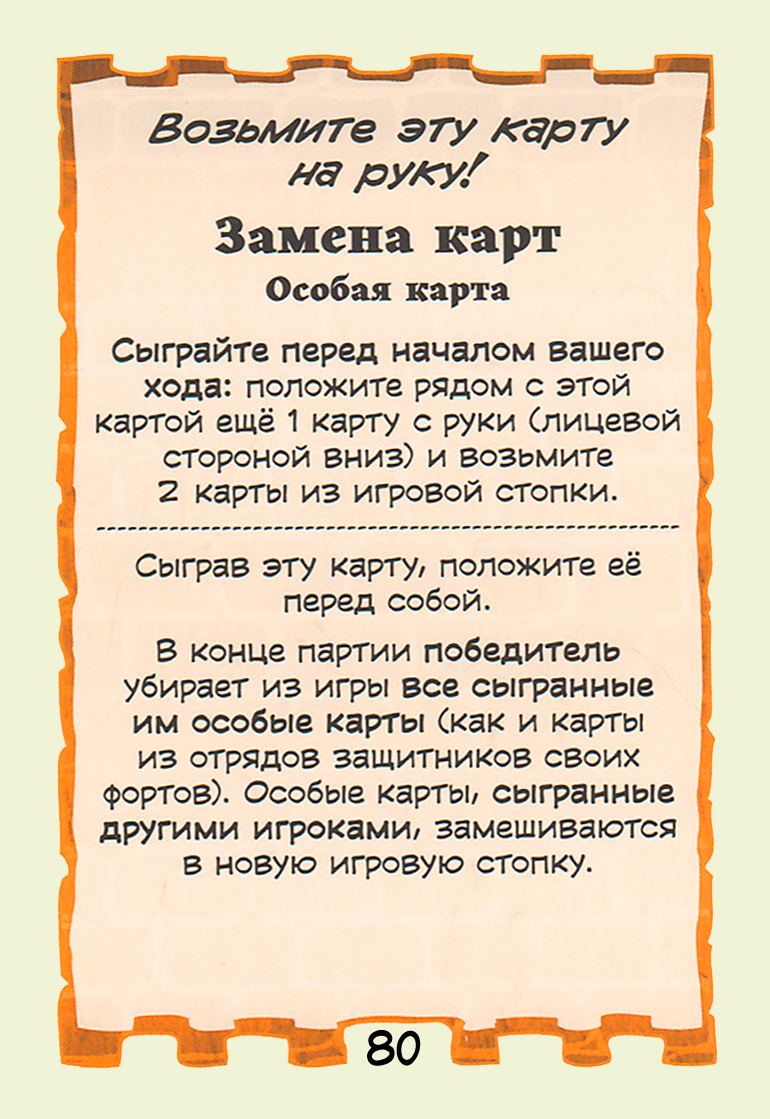 Возьмите эту карту
на руку!
Замена карт
Особая карта
Сыграйте перед началом вашего
хода: положите рядом с этой
картой ещё 1 карту с руки (лицевой
стороной вниз) и возьмите
2 карты из игровой стопки.
Сыграв эту карту, положите её
перед собой.
В конце партии победитель
убирает из игры все сыгранные
им особые карты (как и карты
из отрядов защитников своих
фортов). Особые карты, сыгранные
другими игроками, замешиваются
в новую игровую стопку.
80